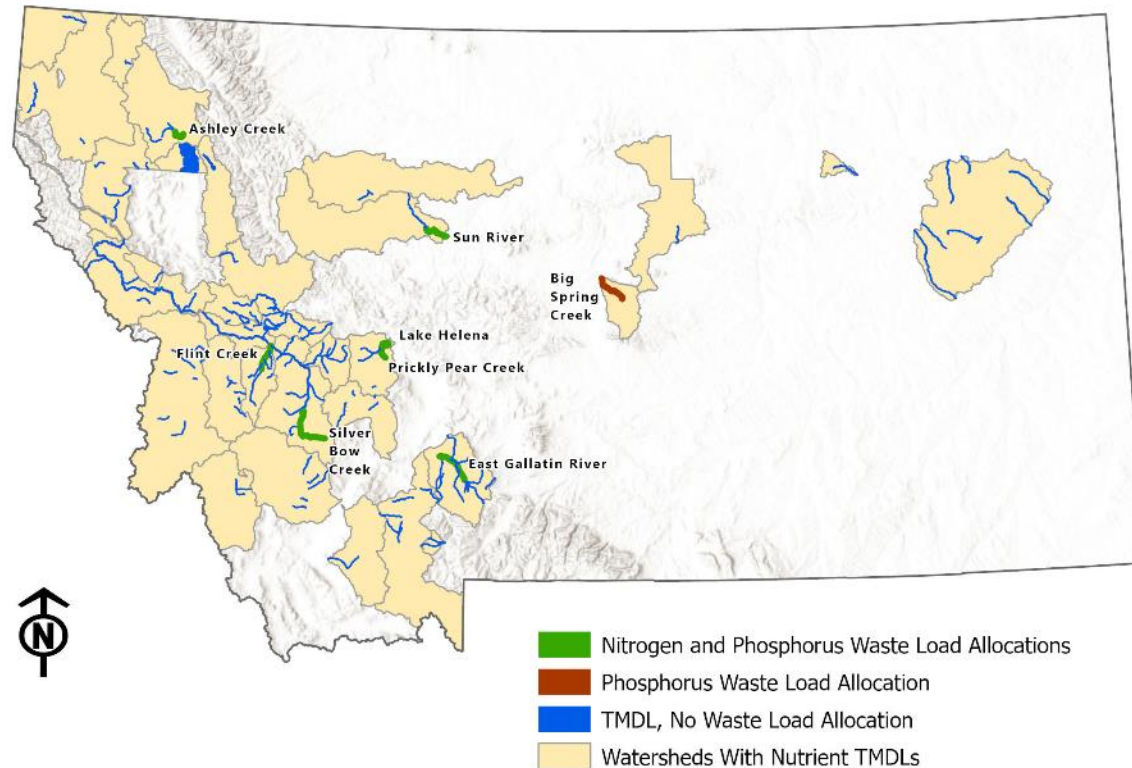 Ashley Creek
Sun River
Big
Spring
Creek
Lake Helena
Flint Creek
Prickly Pear Creek
Silver
Bow
Creek
East Gallatin River
N
Nitrogen and Phosphorus Waste Load Allocations
Phosphorus Waste Load Allocation
TMDL, No Waste Load Allocation
Watersheds With Nutrient TMDLs